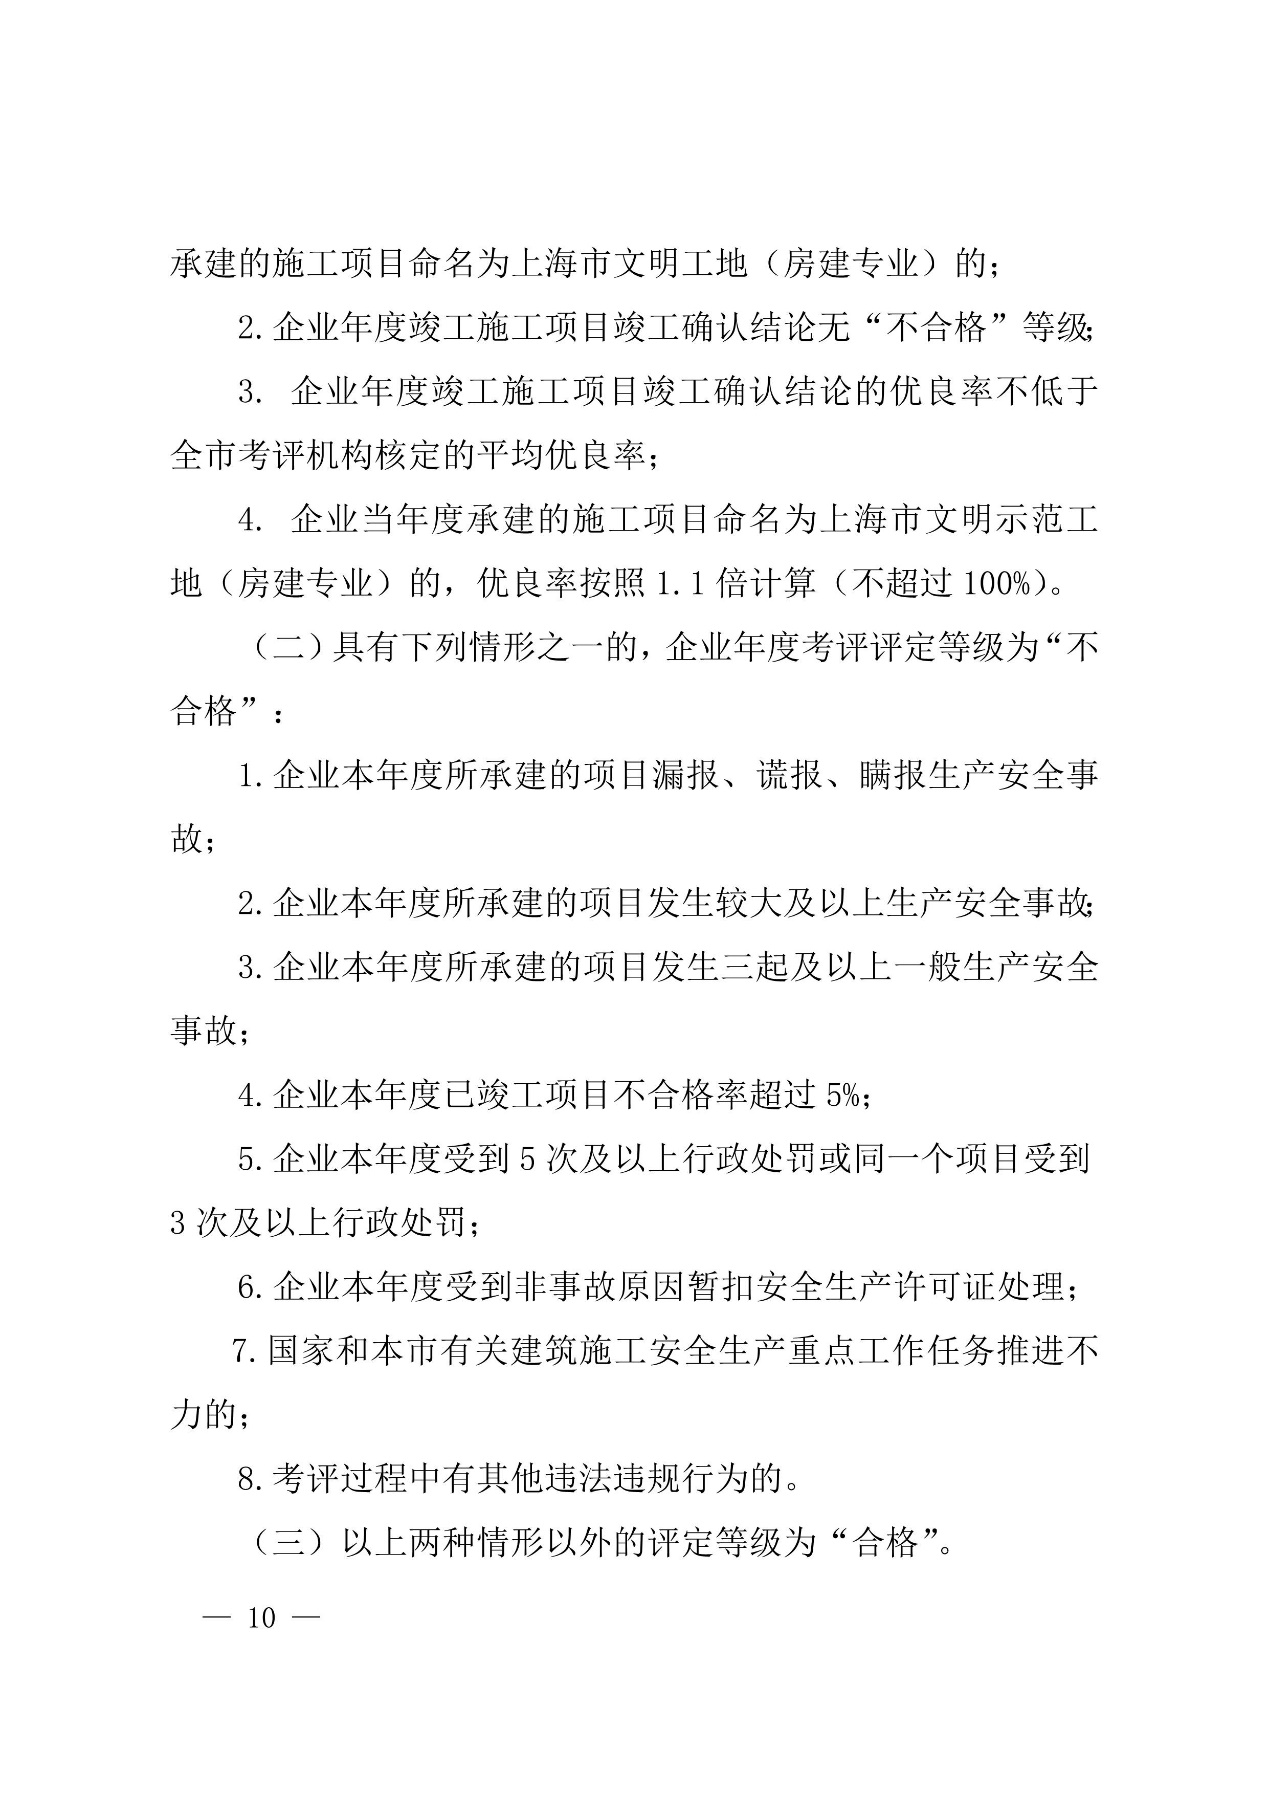 承建的施工项目命名为上海市文明工地（房建专业）的；
2.企业年度竣工施工项目竣工确认结论无“不合格”等级；
3. 企业年度竣工施工项目竣工确认结论的优良率不低于
全市考评机构核定的平均优良率；
4. 企业当年度承建的施工项目命名为上海市文明示范工
地（房建专业）的，优良率按照 1.1 倍计算（不超过 100%）。
（二）具有下列情形之一的，企业年度考评评定等级为“不
合格”：
1.企业本年度所承建的项目漏报、谎报、瞒报生产安全事
故；
2.企业本年度所承建的项目发生较大及以上生产安全事故；
3.企业本年度所承建的项目发生三起及以上一般生产安全
事故；
4.企业本年度已竣工项目不合格率超过 5%；
5.企业本年度受到 5 次及以上行政处罚或同一个项目受到
3 次及以上行政处罚；
6.企业本年度受到非事故原因暂扣安全生产许可证处理；
7.国家和本市有关建筑施工安全生产重点工作任务推进不
力的；
8.考评过程中有其他违法违规行为的。
（三）以上两种情形以外的评定等级为“合格”。
— 10 —